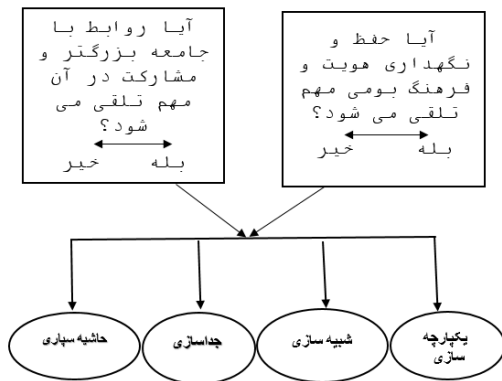 آیا حفظ و
نگهداری هویت و
فرهنگ بومی مهم
تلقی می شود؟
بله خیر
آیا روابط با
جامعه بزرگتر و
مشارکت در آن
مهم تلقی می
شود؟
بله خیر
یکپارچه
سازی
شبیه سازی
جداسازی
حاشیه سپاری